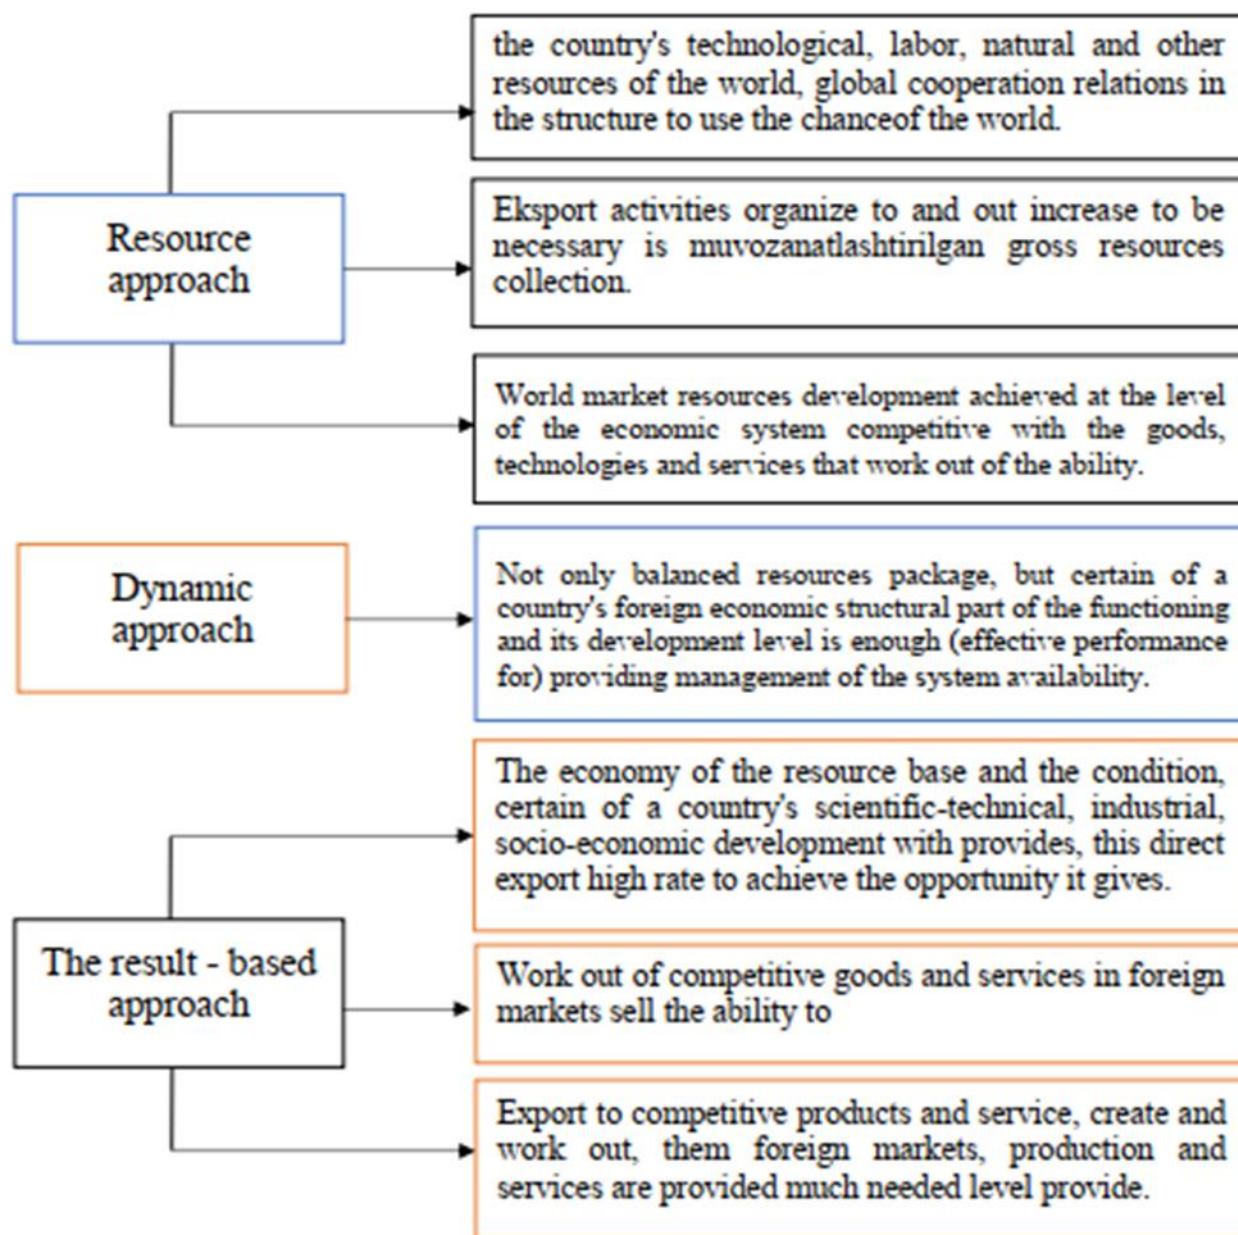 the country's technological, labor, natural and other
resources of the world, global cooperation relations in
the structure to use the chanceof the world.
Resource
approach
Eksport activities organize to and out increase to be
necessary is muvozanatlashtirilgan gross resources
collection.
World market resources development achieved at the level
of the economic system competitive with the goods,
technologies and services that work out of the ability.
Dynamic
approach
Not only balanced resources package, but certain of a
country's foreign economic structural part of the functioning
and its development level is enough (effective performance
for) providing management of the system availability.
The economy of the resource base and the condition,
certain of a country's scientific-technical, industrial,
socio-economic development with provides, this direct
export high rate to achieve the opportunity it gives.
The result - based
approach
Work out of competitive goods and services in foreign
markets sell the ability to
Export to competitive products and service, create and
work out, them foreign markets, production and
services are provided much needed level provide.